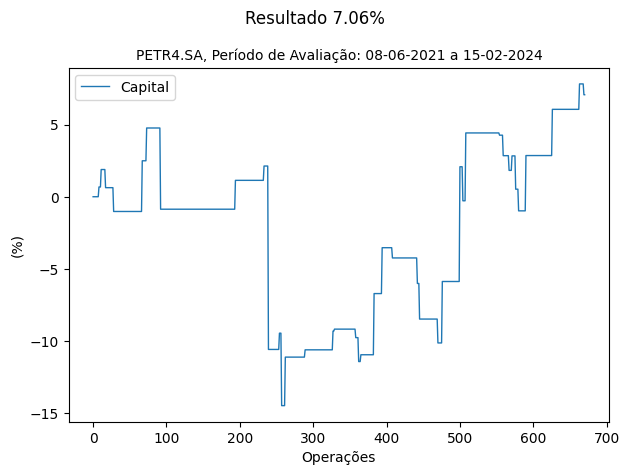 Resultado 7.06%
PETR4.SA, Período de Avaliação: 08-06-2021 a 15-02-2024
Capital
5
0
−5
−10
−15
(%)
0 100 200 300 400 500 600 700
Operações